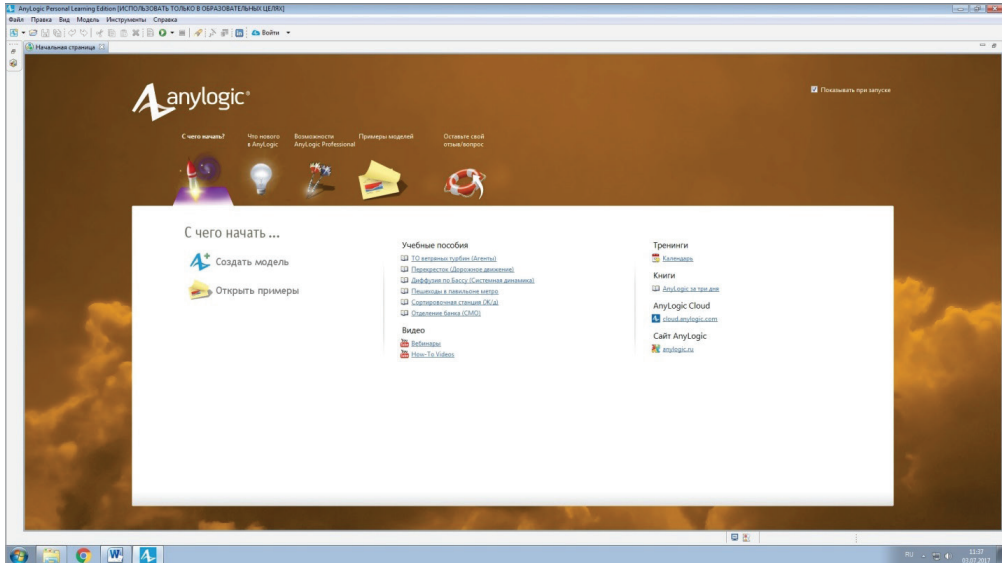 AnyLogic Personal Learning Edition [ИСПОЛЬЗОВАТЬ ТОЛЬКО В ОБРАЗОВАТЕЛЬНЫХ ЦЕЛЯХ]
Файл Правка Вид Модель Инструменты Справка
Войти
Начальная страница
anylogic®
Показывать при запуске
С чего начать?
Что нового
в AnyLogic
Возможности
AnyLogic Professional
Примеры моделей
Оставьте свой
отзыв/вопрос
С чего начать ...
Создать модель
Открыть примеры
Учебные пособия
ТО ветряных турбин (Агенты)
Перекресток (Дорожное движение)
Диффузия по Бассу (Системная динамика)
Пешеходы в павильоне метро
Сортировочная станция (Ж/д)
Отделение банка (СМО)
Видео
Вебинары
How-To Videos
Тренинги
Календарь
Книги
AnyLogic за три дня
AnyLogic Cloud
cloud.anylogic.com
Сайт AnyLogic
anylogic.ru
RU
11:37
03.07.2017